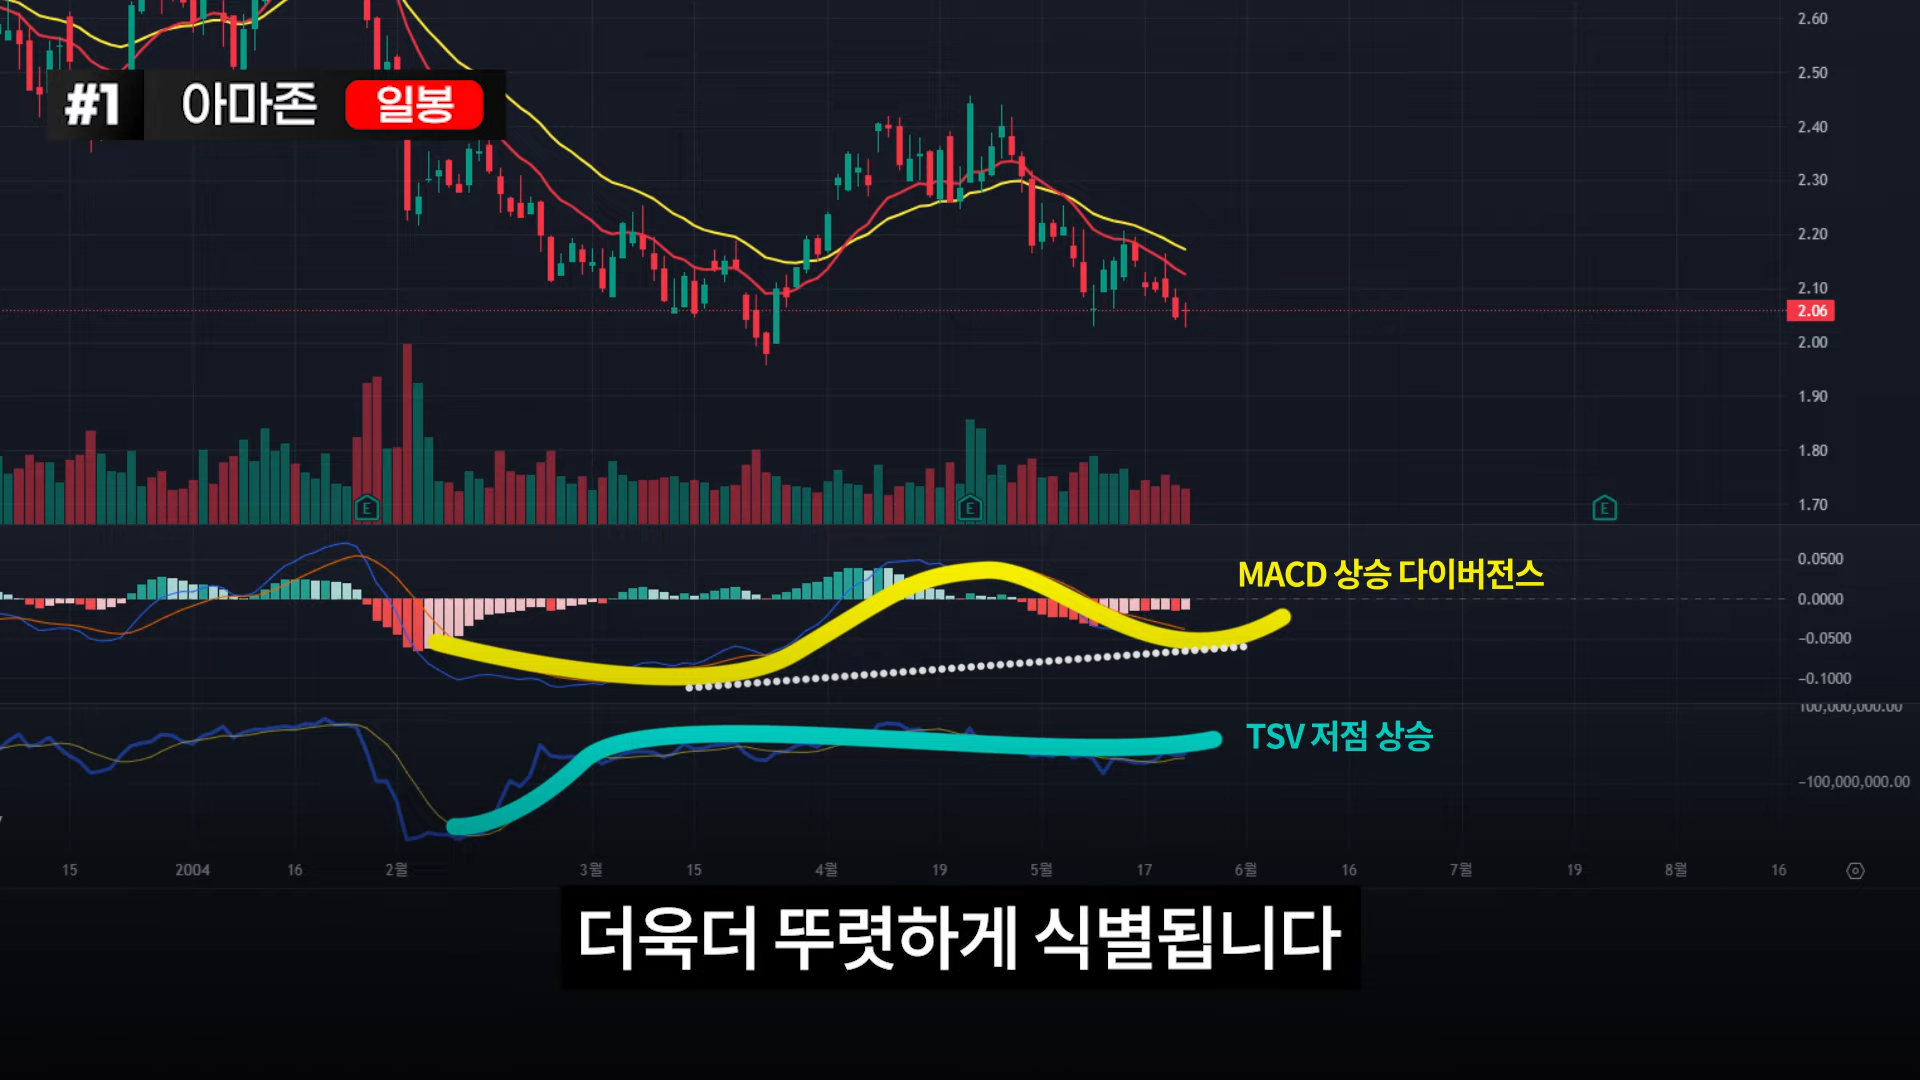 #1 아마존 일봉
2.60
2.50
2.40
2.30
2.20
2.10
2.06
2.00
1.90
1.80
1.70
E E E
MACD 상승 다이버전스
0.0500
0.0000
-0.0500
-0.1000
TSV 저점 상승
100,000,000.00
-100,000,000.00
15 2004 16 2월 3월 15 4월 19 5월 17 6월 16 7월 19 8월 16
더욱더 뚜렷하게 식별됩니다